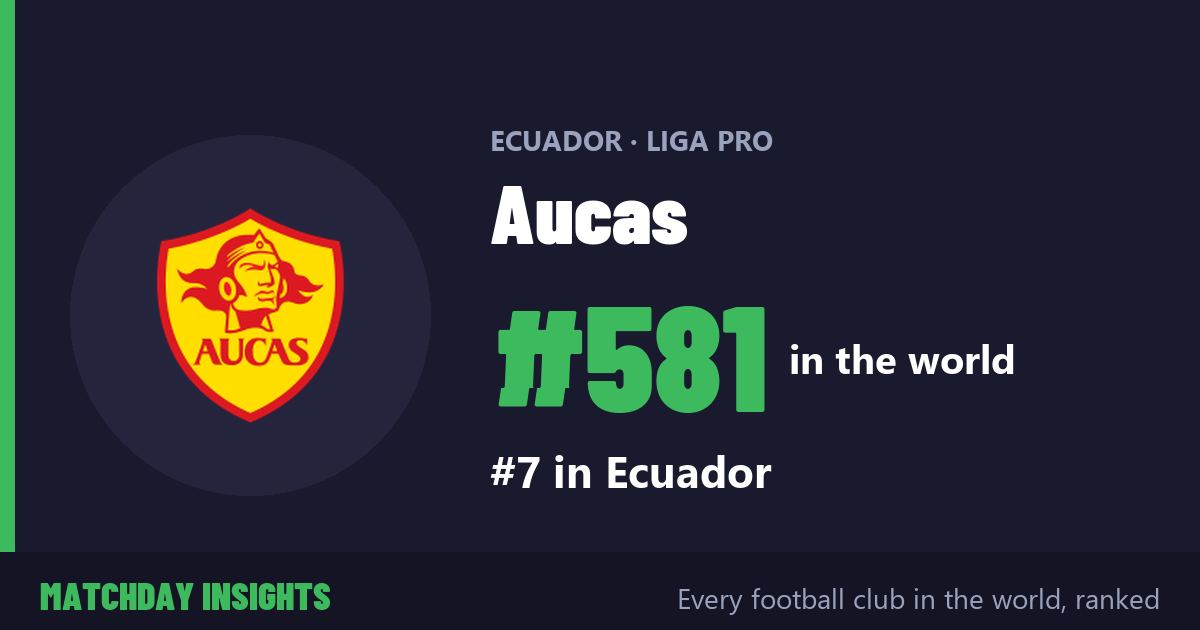 ECUADOR · LIGA PRO
Aucas
AUCAS
#581 in the world
#7 in Ecuador
MATCHDAY INSIGHTS
Every football club in the world, ranked